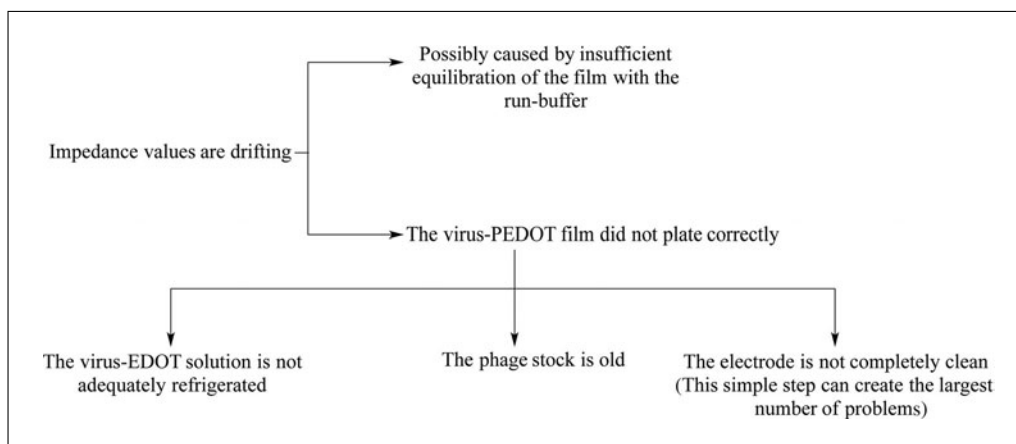 Possibly caused by insufficient
equilibration of the film with the
run-buffer
Impedance values are drifting
The virus-PEDOT film did not plate correctly
The virus-EDOT solution is not
adequately refrigerated
The phage stock is old
The electrode is not completely clean
(This simple step can create the largest
number of problems)